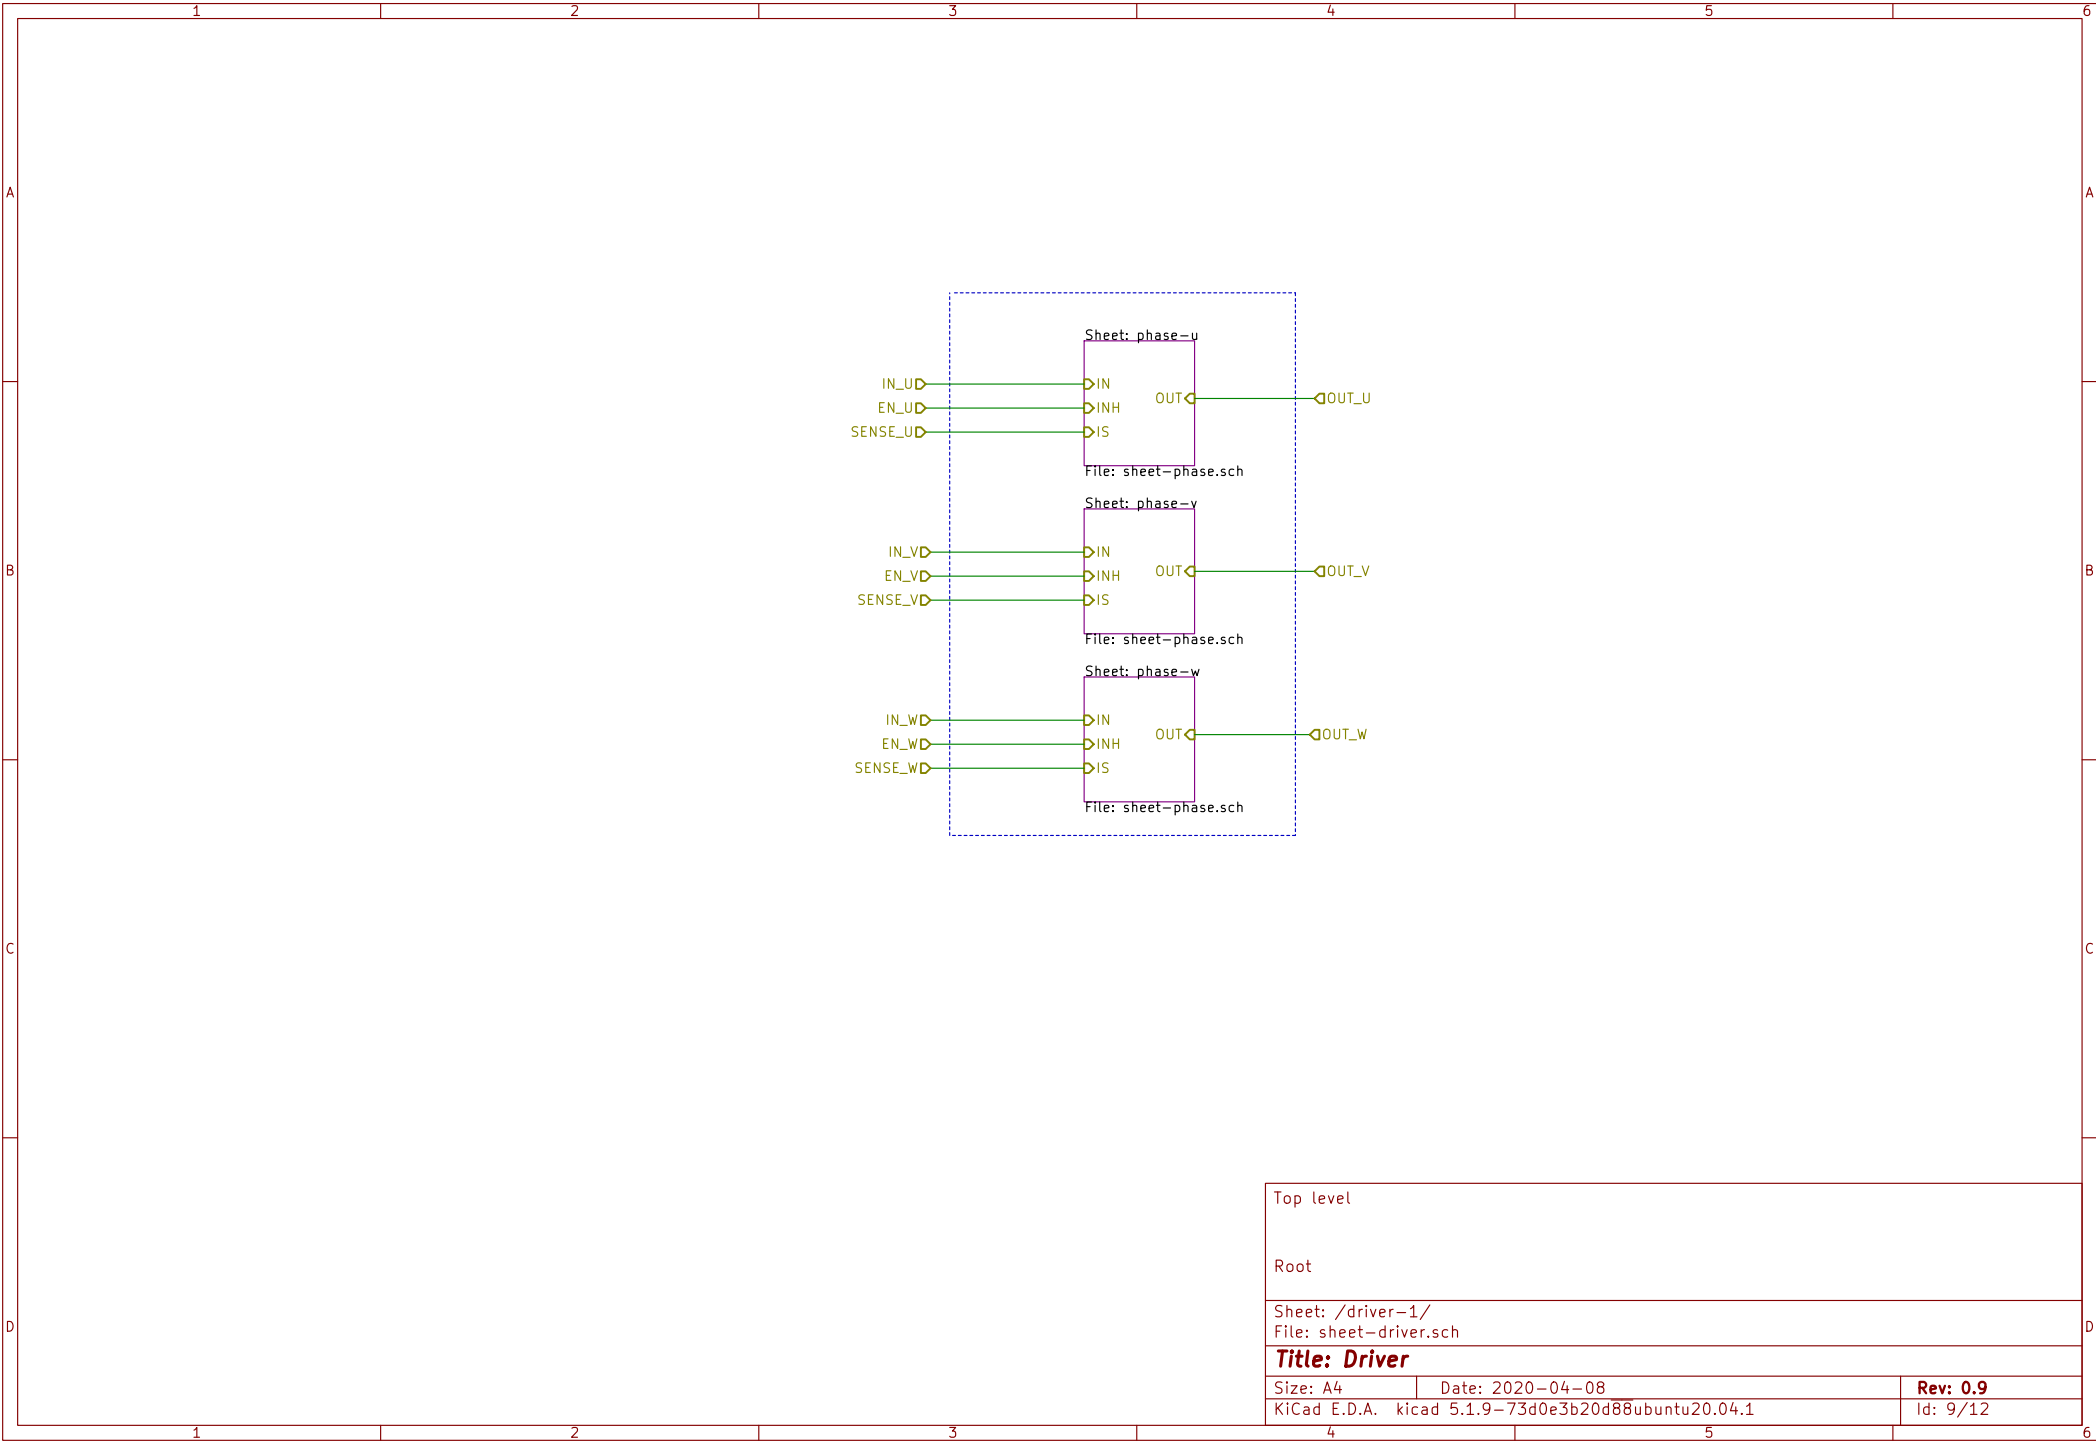 1 2 3 4 5 6
A A
Sheet: phase-u
IN_U IN
EN_U INH
SENSE_U IS
OUT OUT_U
File: sheet-phase.sch
Sheet: phase-v
IN_V IN
EN_V INH
SENSE_V IS
OUT OUT_V
File: sheet-phase.sch
B B
Sheet: phase-w
IN_W IN
EN_W INH
SENSE_W IS
OUT OUT_W
File: sheet-phase.sch
C C
Top level
Root
Sheet: /driver-1/
File: sheet-driver.sch
D D
Title: Driver
Size: A4 Date: 2020-04-08 Rev: 0.9
KiCad E.D.A. kicad 5.1.9-73d0e3b20d88ubuntu20.04.1 Id: 9/12
1 2 3 4 5 6